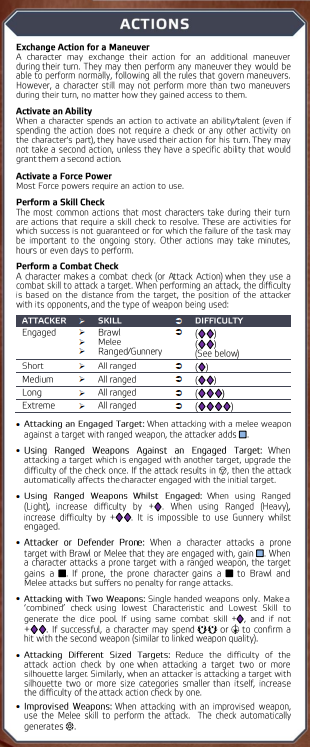 ACTIONS
Exchange Action for a Maneuver
A character may exchange their action for an additional maneuver
during their turn. They may then perform any maneuver they would be
able to perform normally, following all the rules that govern maneuvers.
However, a character still may not perform more than two maneuvers
during their turn, no matter how they gained access to them.
Activate an Ability
When a character spends an action to activate an ability/talent (even if
spending the action does not require a check or any other activity on
the character's part), they have used their action for his turn. They may
not take a second action, unless they have a specific ability that would
grant them a second action.
Activate a Force Power
Most Force powers require an action to use.
Perform a Skill Check
The most common actions that most characters take during their turn
are actions that require a skill check to resolve. These are activities for
which success is not guaranteed or for which the failure of the task may
be important to the ongoing story. Other actions may take minutes,
hours or even days to perform.
Perform a Combat Check
A character makes a combat check (or Attack Action) when they use a
combat skill to attack a target. When performing an attack, the difficulty
is based on the distance from the target, the position of the attacker
with its opponents, and the type of weapon being used:
ATTACKER ➢ SKILL ➲ DIFFICULTY
Engaged ➢ Brawl ➲ (◆◆)
➢ Melee ➲ (◆◆)
➢ Ranged/Gunnery ➲ (See below)
Short ➢ All ranged ➲ (◆)
Medium ➢ All ranged ➲ (◆◆)
Long ➢ All ranged ➲ (◆◆◆)
Extreme ➢ All ranged ➲ (◆◆◆◆)
• Attacking an Engaged Target: When attacking with a melee weapon
against a target with ranged weapon, the attacker adds ■.
• Using Ranged Weapons Against an Engaged Target: When
attacking a target which is engaged with another target, upgrade the
difficulty of the check once. If the attack results in , then the attack
automatically affects the character engaged with the initial target.
• Using Ranged Weapons Whilst Engaged: When using Ranged
(Light), increase difficulty by +◆. When using Ranged (Heavy),
increase difficulty by +◆◆. It is impossible to use Gunnery whilst
engaged.
• Attacker or Defender Prone: When a character attacks a prone
target with Brawl or Melee that they are engaged with, gain ■. When
a character attacks a prone target with a ranged weapon, the target
gains a ■. If prone, the prone character gains a ■ to Brawl and
Melee attacks but suffers no penalty for range attacks.
• Attacking with Two Weapons: Single handed weapons only. Make a
'combined' check using lowest Characteristic and Lowest Skill to
generate the dice pool. If using same combat skill +◆, and if not
+◆◆. If successful, a character may spend or to confirm a
hit with the second weapon (similar to linked weapon quality).
• Attacking Different Sized Targets: Reduce the difficulty of the
attack action check by one when attacking a target two or more
silhouette larger. Similarly, when an attacker is attacking a target with
silhouette two or more size categories smaller than itself, increase
the difficulty of the attack action check by one.
• Improvised Weapons: When attacking with an improvised weapon,
use the Melee skill to perform the attack. The check automatically
generates .